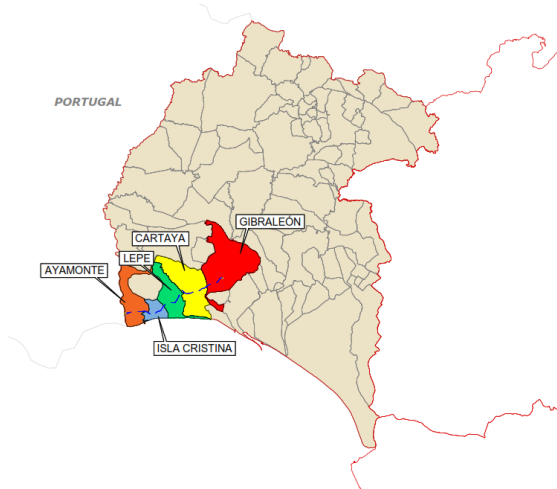 PORTUGAL
GIBRALEÓN
CARTAYA
LEPE
AYAMONTE
ISLA CRISTINA